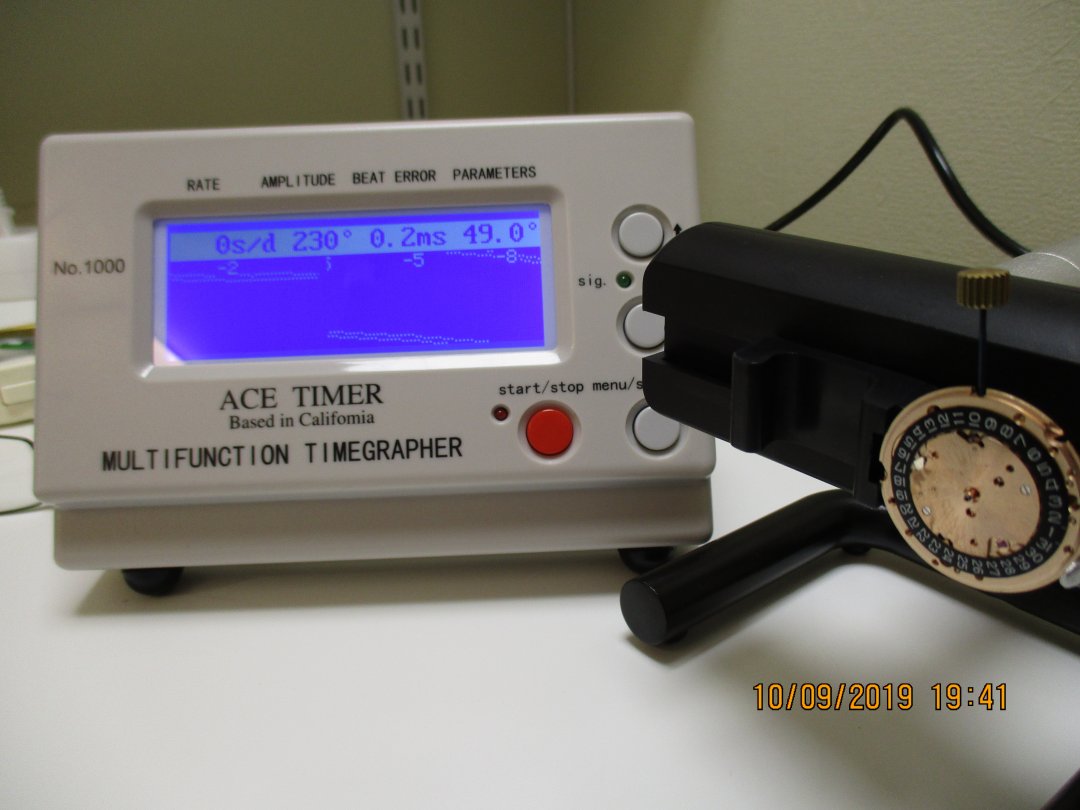 RATE AMPLITUDE BEAT ERROR PARAMETERS
0s/d 230° 0.2ms 49.0°
-2 -5 -8
No.1000
sig.
start/stop menu/s
ACE TIMER
Based in Califomia
MULTIFUNCTION TIMEGRAPHER
10/09/2019 19:41